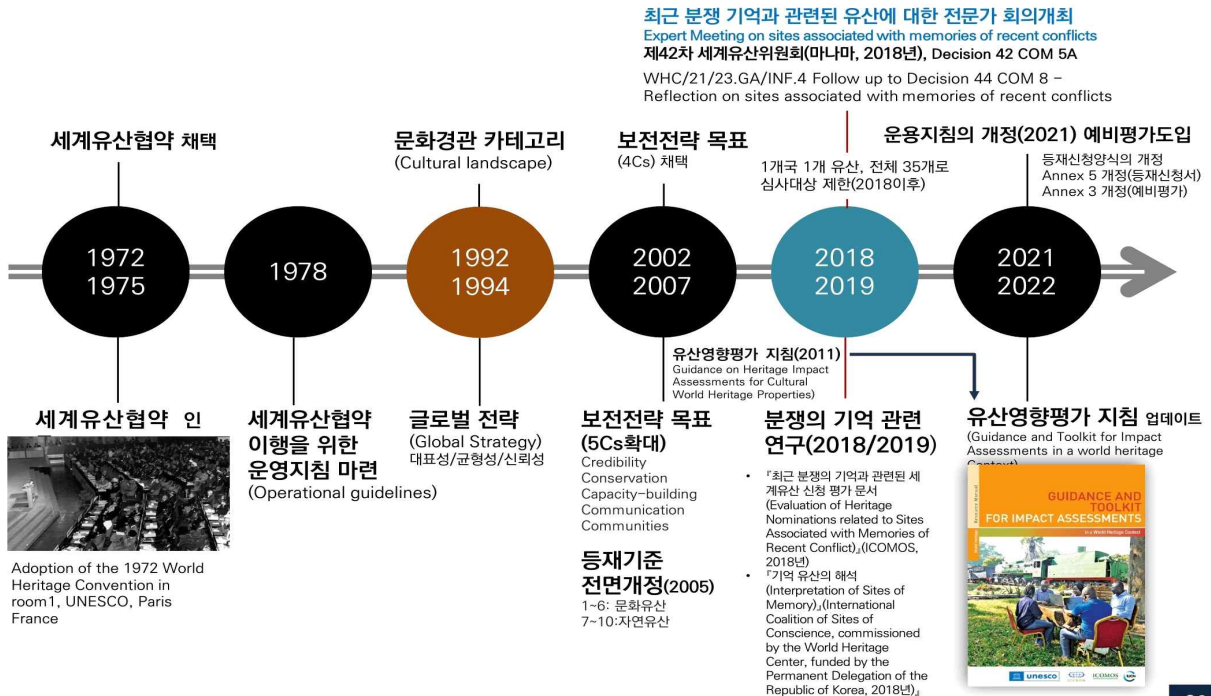 최근 분쟁 기억과 관련된 유산에 대한 전문가 회의개최
Expert Meeting on sites associated with memories of recent conflicts
제42차 세계유산위원회(마나마, 2018년), Decision 42 COM 5A
WHC/21/23.GA/INF.4 Follow up to Decision 44 COM 8 –
Reflection on sites associated with memories of recent conflicts
세계유산협약 채택
문화경관 카테고리
(Cultural landscape)
보전전략 목표
(4Cs) 채택
1개국 1개 유산, 전체 35개로
심사대상 제한(2018이후)
운용지침의 개정(2021) 예비평가도입
등재신청양식의 개정
Annex 5 개정(등재신청서)
Annex 3 개정(예비평가)
1972
1975
1978
1992
1994
2002
2007
2018
2019
2021
2022
세계유산협약 인
Adoption of the 1972 World
Heritage Convention in
room1, UNESCO, Paris
France
세계유산협약
이행을 위한
운영지침 마련
(Operational guidelines)
글로벌 전략
(Global Strategy)
대표성/균형성/신뢰성
유산영향평가 지침(2011)
Guidance on Heritage Impact
Assessments for Cultural
World Heritage Properties)
보전전략 목표
(5Cs확대)
Credibility
Conservation
Capacity-building
Communication
Communities
등재기준
전면개정(2005)
1~6: 문화유산
7~10:자연유산
분쟁의 기억 관련
연구(2018/2019)
• 『최근 분쟁의 기억과 관련된 세
계유산 신청 평가 문서
(Evaluation of Heritage
Nominations related to Sites
Associated with Memories of
Recent Conflict)』(ICOMOS,
2018년)
• 『기억 유산의 해석
(Interpretation of Sites of
Memory)』(International
Coalition of Sites of
Conscience, commissioned
by the World Heritage
Center, funded by the
Permanent Delegation of the
Republic of Korea, 2018년)』
유산영향평가 지침 업데이트
(Guidance and Toolkit for Impact
Assessments in a world heritage
Context)
GUIDANCE AND
TOOLKIT
FOR IMPACT ASSESSMENTS
in a World Heritage Context
unesco
ICOMOS